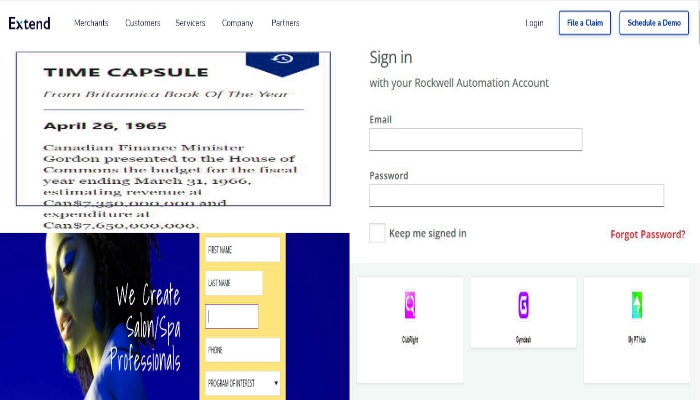 Extend
Merchants Customers Servicers Company Partners Login File a Claim Schedule a Demo
TIME CAPSULE
From Britannica Book Of The Year
April 26, 1965
Canadian Finance Minister
Gordon presented to the House of
Commons the budget for the fiscal
year ending March 31, 1966,
estimating revenue at
Can$7,350,000,000 and
expenditure at
Can$7,650,000,000.
Sign in
with your Rockwell Automation Account
Email
Password
Keep me signed in Forgot Password?
We Create
Salon/Spa
Professionals
FIRST NAME
LAST NAME
PHONE
PROGRAM OF INTEREST
ClubRight
Gymdesk
My PT Hub